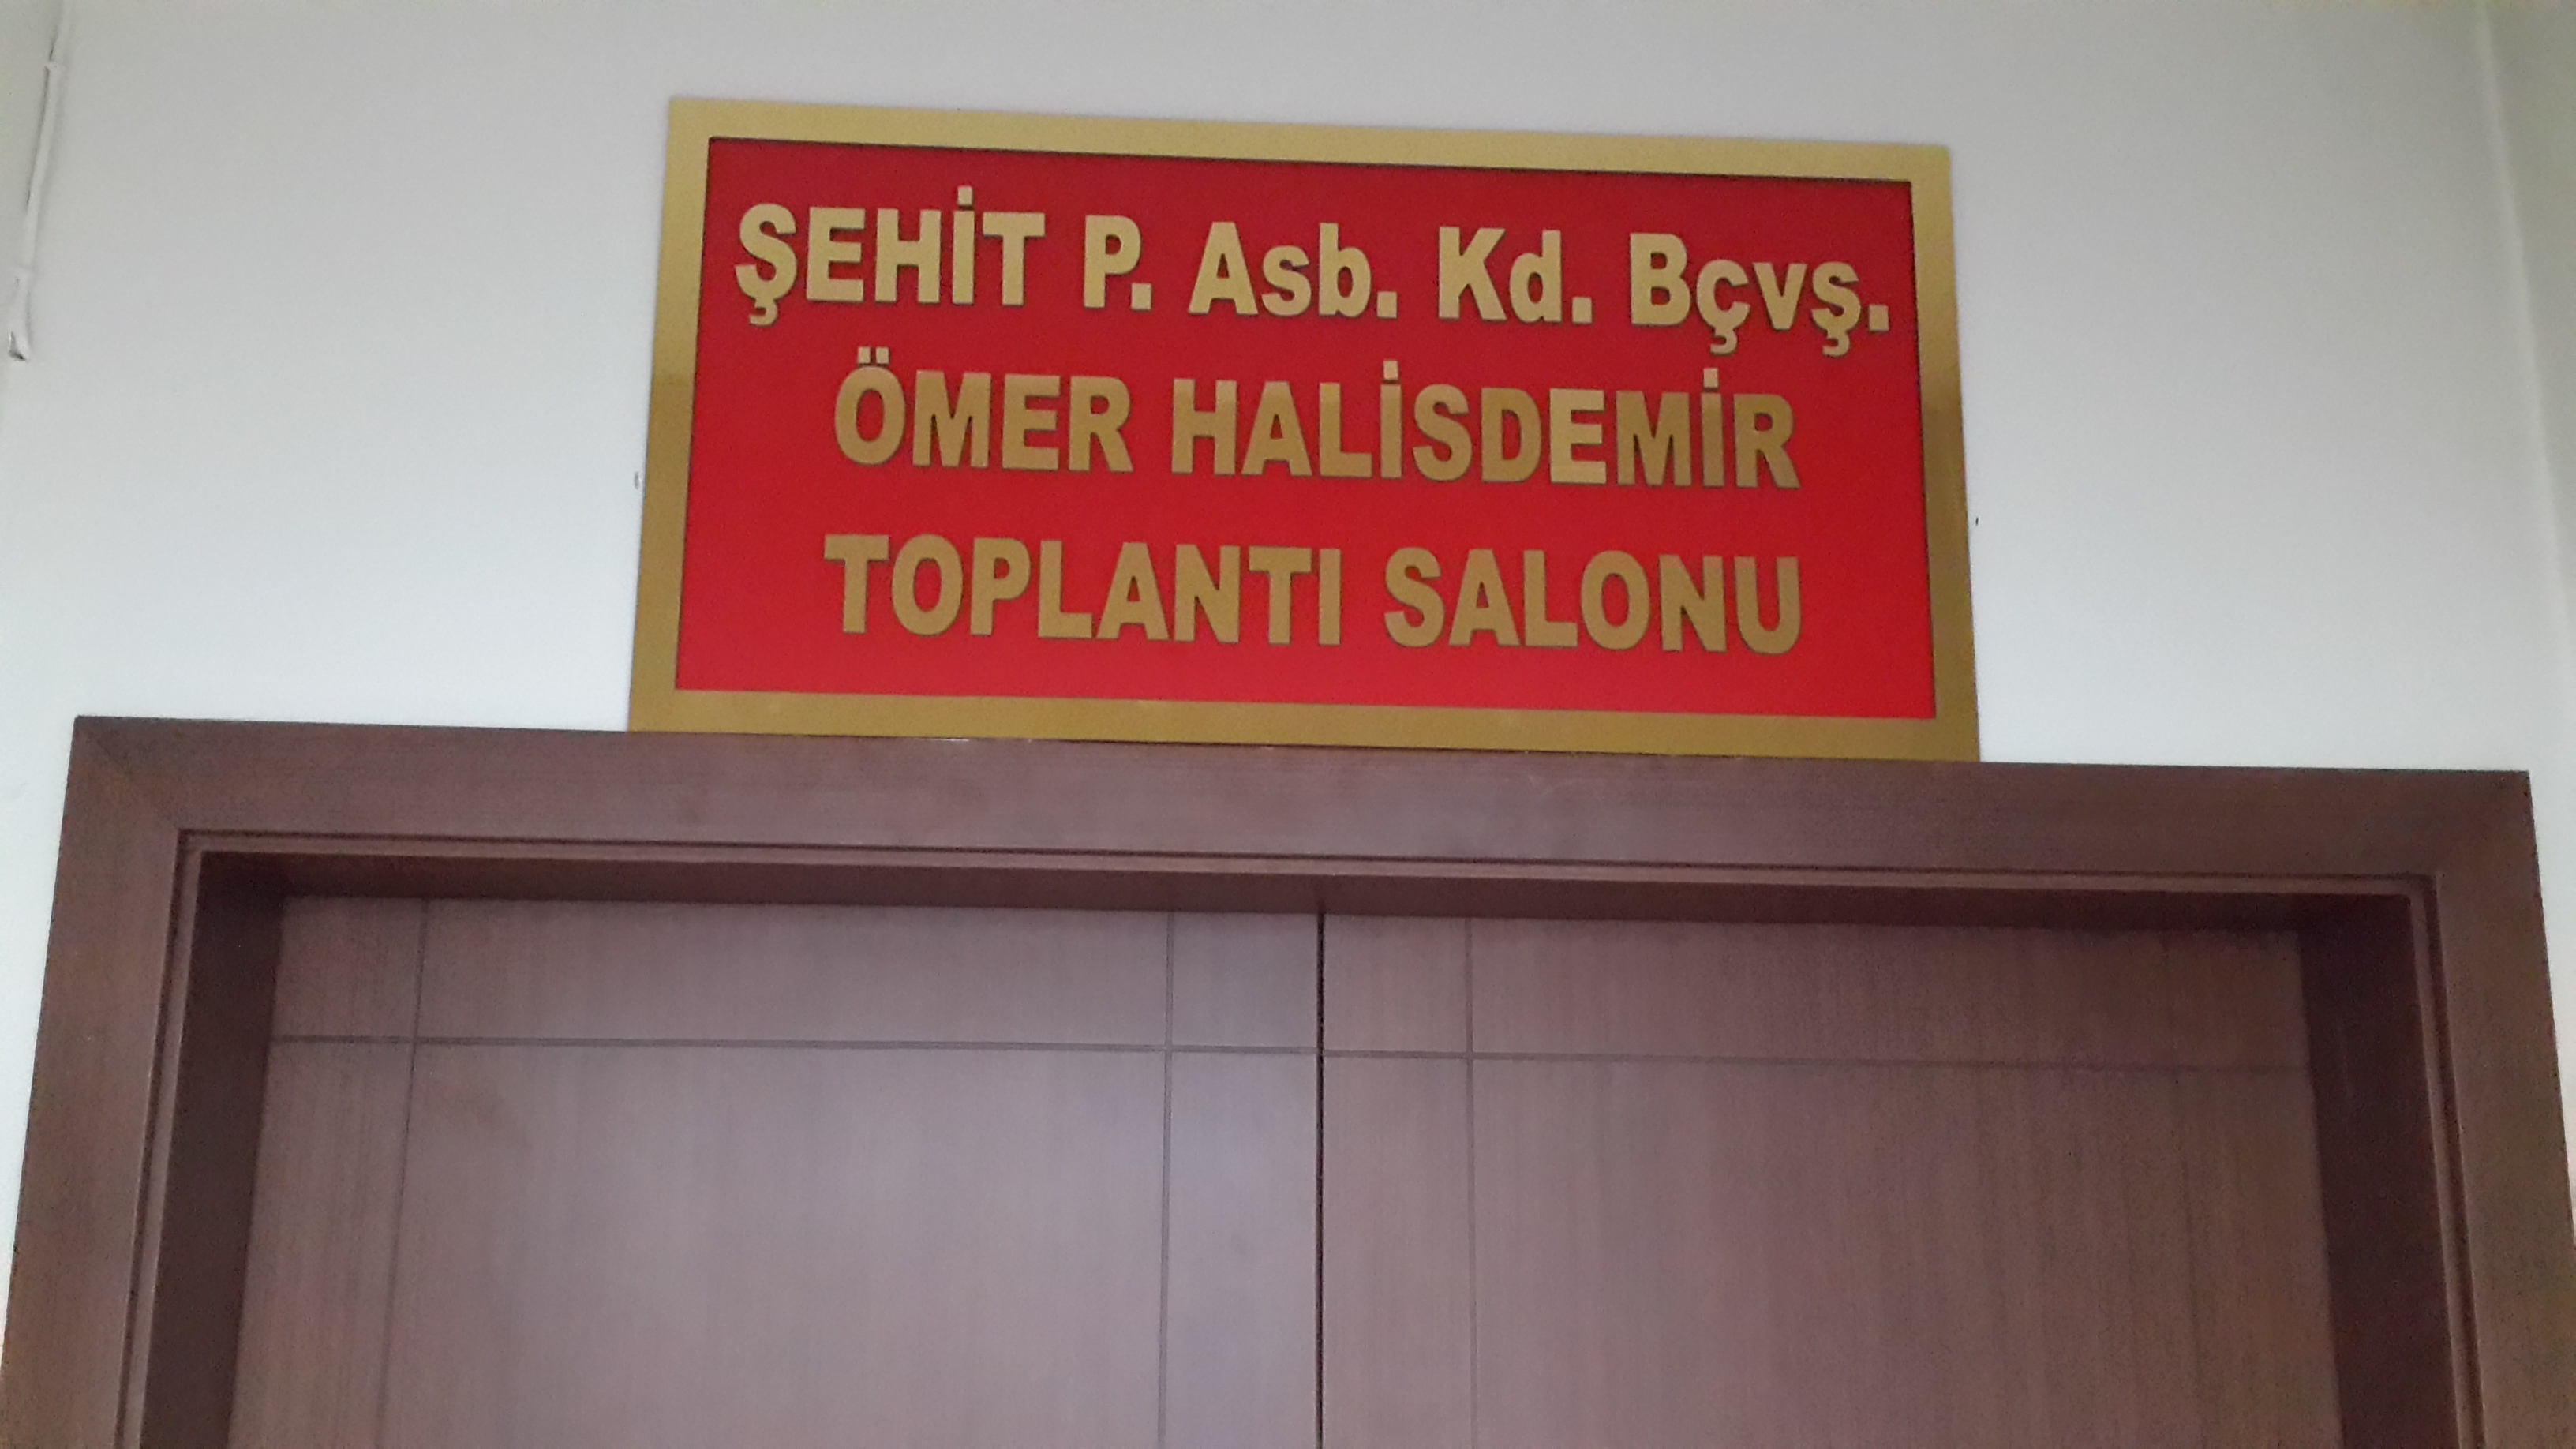 ŞEHİT P. Asb. Kd. Bçvş.
ÖMER HALİSDEMİR
TOPLANTI SALONU